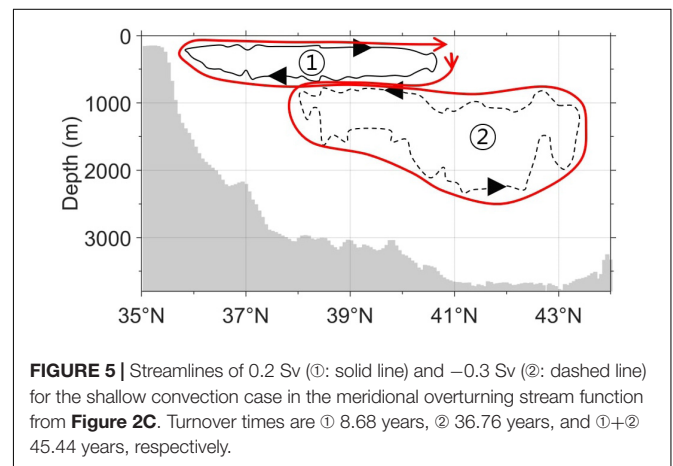 0
1000
2000
3000
Depth (m)
①
②
35°N 37°N 39°N 41°N 43°N
FIGURE 5 | Streamlines of 0.2 Sv (①: solid line) and −0.3 Sv (②: dashed line)
for the shallow convection case in the meridional overturning stream function
from Figure 2C. Turnover times are ① 8.68 years, ② 36.76 years, and ①+②
45.44 years, respectively.